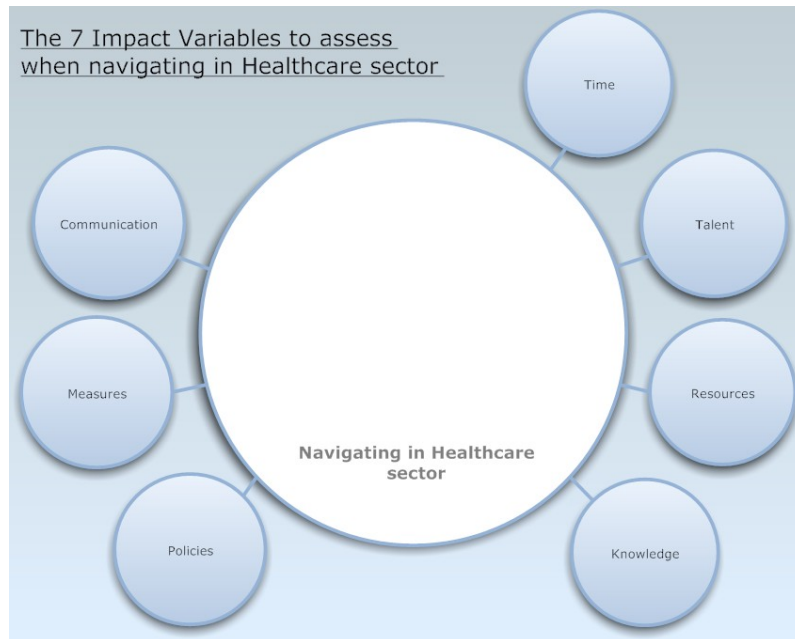 The 7 Impact Variables to assess
when navigating in Healthcare sector
Time
Communication
Talent
Measures
Resources
Navigating in Healthcare
sector
Policies
Knowledge